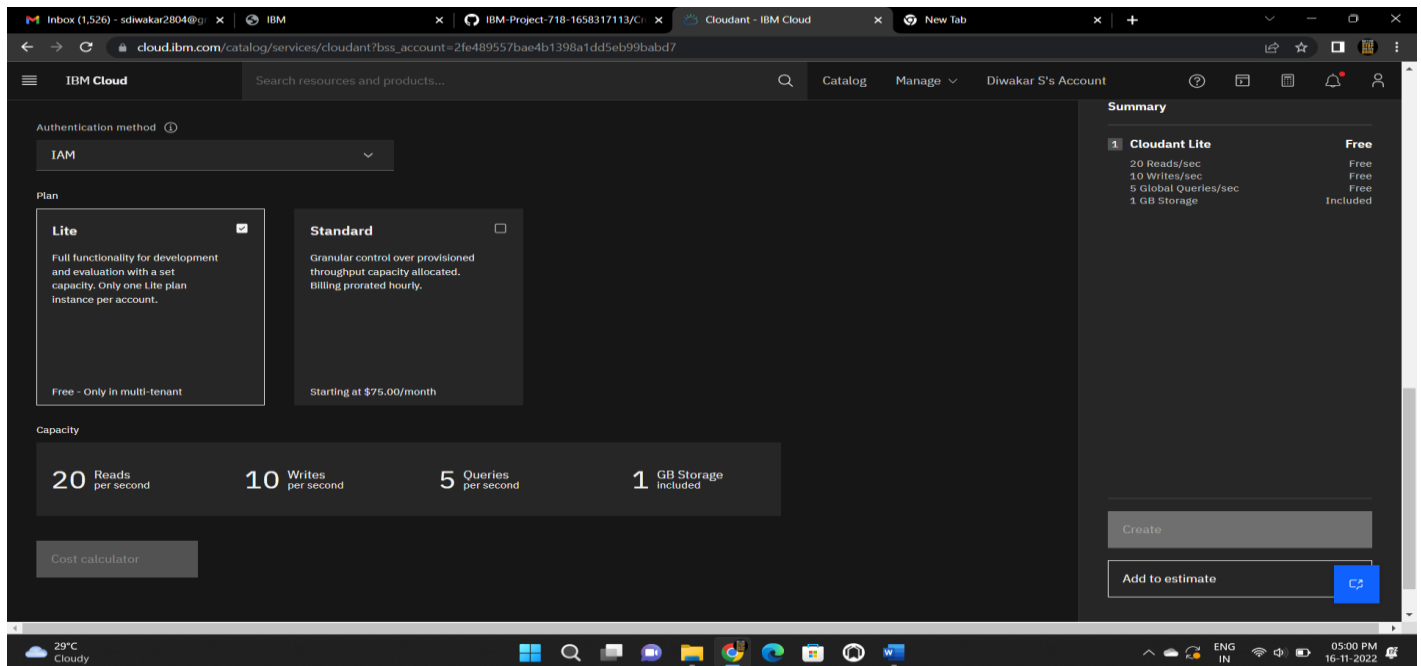 Inbox (1,526) - sdiwakar2804@gr
IBM
IBM-Project-718-1658317113/Cr
Cloudant - IBM Cloud
New Tab
cloud.ibm.com/catalog/services/cloudant?bss_account=2fe489557bae4b1398a1dd5eb99babd7
IBM Cloud
Search resources and products...
Catalog
Manage
Diwakar S's Account
Authentication method
IAM
Plan
Lite
Full functionality for development
and evaluation with a set
capacity. Only one Lite plan
instance per account.
Free - Only in multi-tenant
Standard
Granular control over provisioned
throughput capacity allocated.
Billing prorated hourly.
Starting at $75.00/month
Capacity
20 Reads
per second
10 Writes
per second
5 Queries
per second
1 GB Storage
included
Cost calculator
Summary
1 Cloudant Lite Free
20 Reads/sec Free
10 Writes/sec Free
5 Global Queries/sec Free
1 GB Storage Included
Create
Add to estimate
29°C
Cloudy
ENG
IN
05:00 PM
16-11-2022